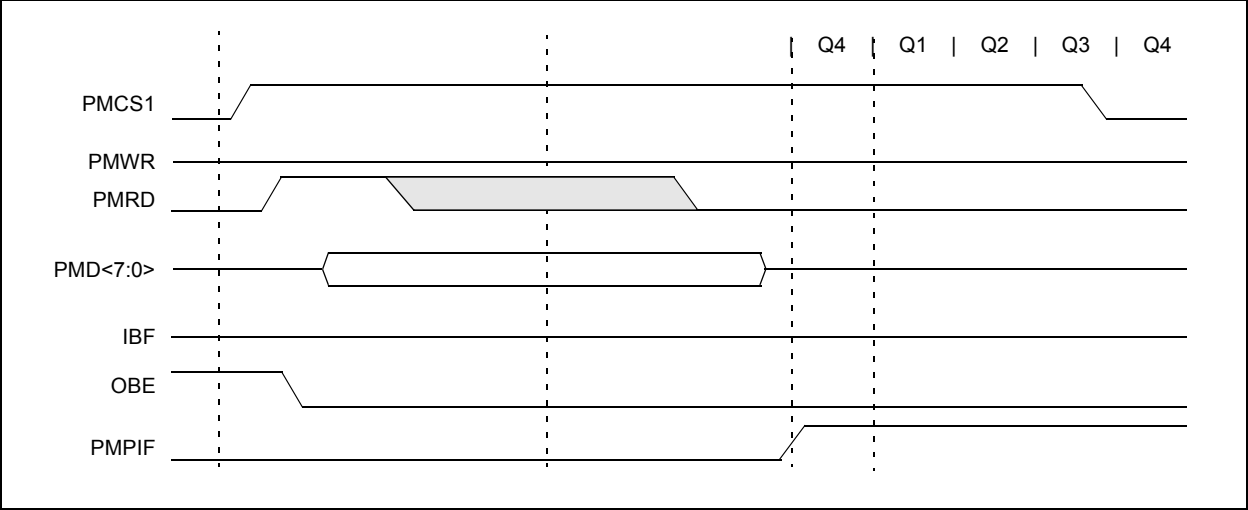 | Q4 | Q1 | Q2 | Q3 | Q4
PMCS1
PMWR
PMRD
PMD<7:0>
IBF
OBE
PMPIF